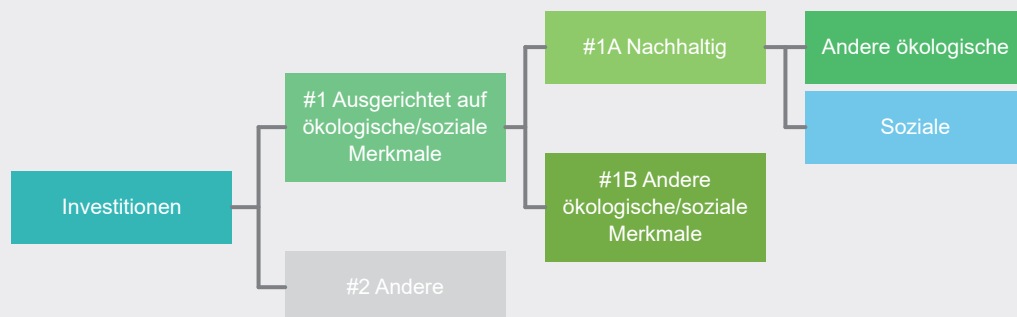 Investitionen
#1 Ausgerichtet auf
ökologische/soziale
Merkmale
#2 Andere
#1A Nachhaltig
#1B Andere
ökologische/soziale
Merkmale
Andere ökologische
Soziale